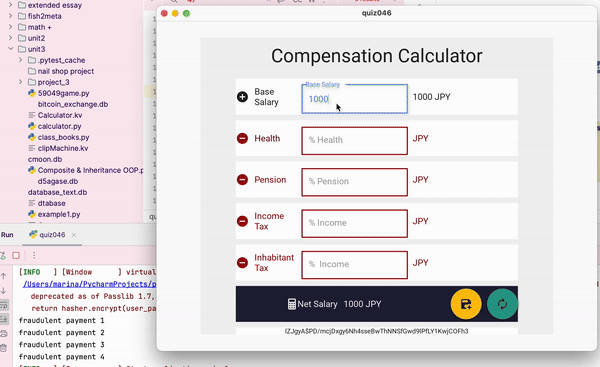 extended essay
fish2meta
math +
unit2
unit3
.pytest_cache
nail shop project
project_3
59049game.py
bitcoin_exchange.db
Calculator.kv
calculator.py
class_books.py
clipMachine.kv
cmoon.db
Composite & Inheritance OOP.p
d5agase.db
database_text.db
dtabase
example1.py
Run
quiz046
[INFO ] [Window ] virtual
/Users/marina/PycharmProjects/p
deprecated as of Passlib 1.7,
return hasher.encrypt(user_pa
fraudulent payment 1
fraudulent payment 2
fraudulent payment 3
fraudulent payment 4
quiz046
Compensation Calculator
Base Salary
Base
Salary
1000
1000 JPY
Health
% Health
JPY
Pension
% Pension
JPY
Income
Tax
% Income
JPY
Inhabitant
Tax
% Income
JPY
Net Salary 1000 JPY